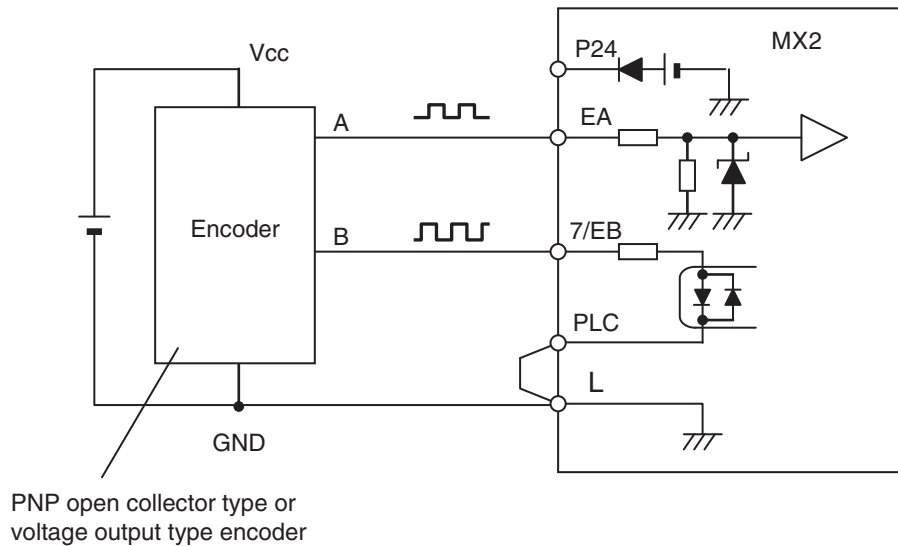 MX2
Vcc
P24
A
EA
Encoder
B
7/EB
PLC
L
GND
PNP open collector type or
voltage output type encoder